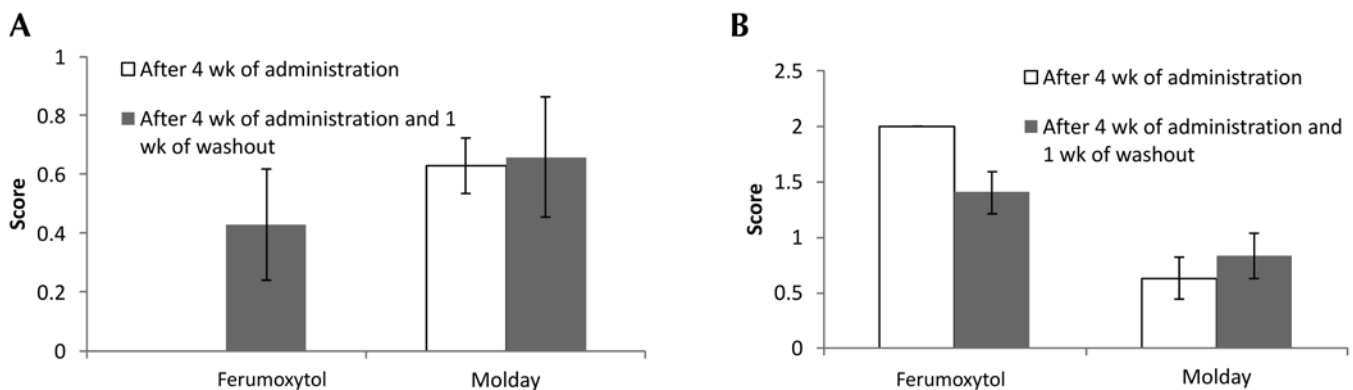 A
1
0.8
0.6
0.4
0.2
0
Score
After 4 wk of administration
After 4 wk of administration and 1
wk of washout
Ferumoxytol
Molday
B
2.5
2
1.5
1
0.5
0
Score
After 4 wk of administration
After 4 wk of administration and
1 wk of washout
Ferumoxytol
Molday